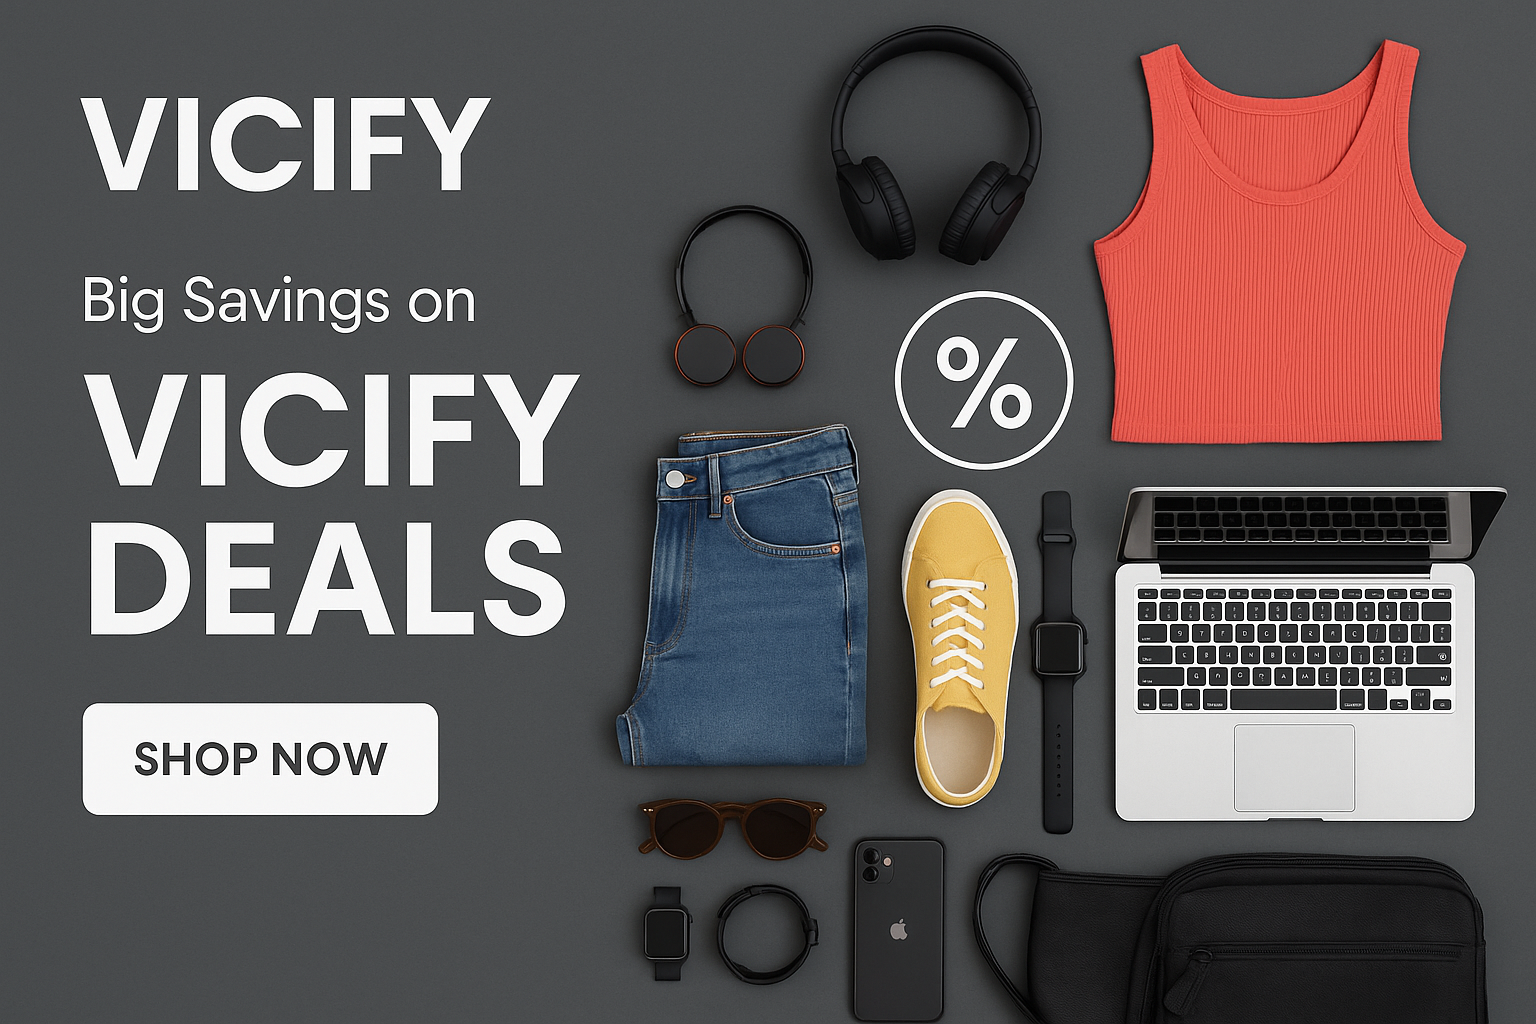 VICIFY
Big Savings on
VICIFY
DEALS
SHOP NOW
%